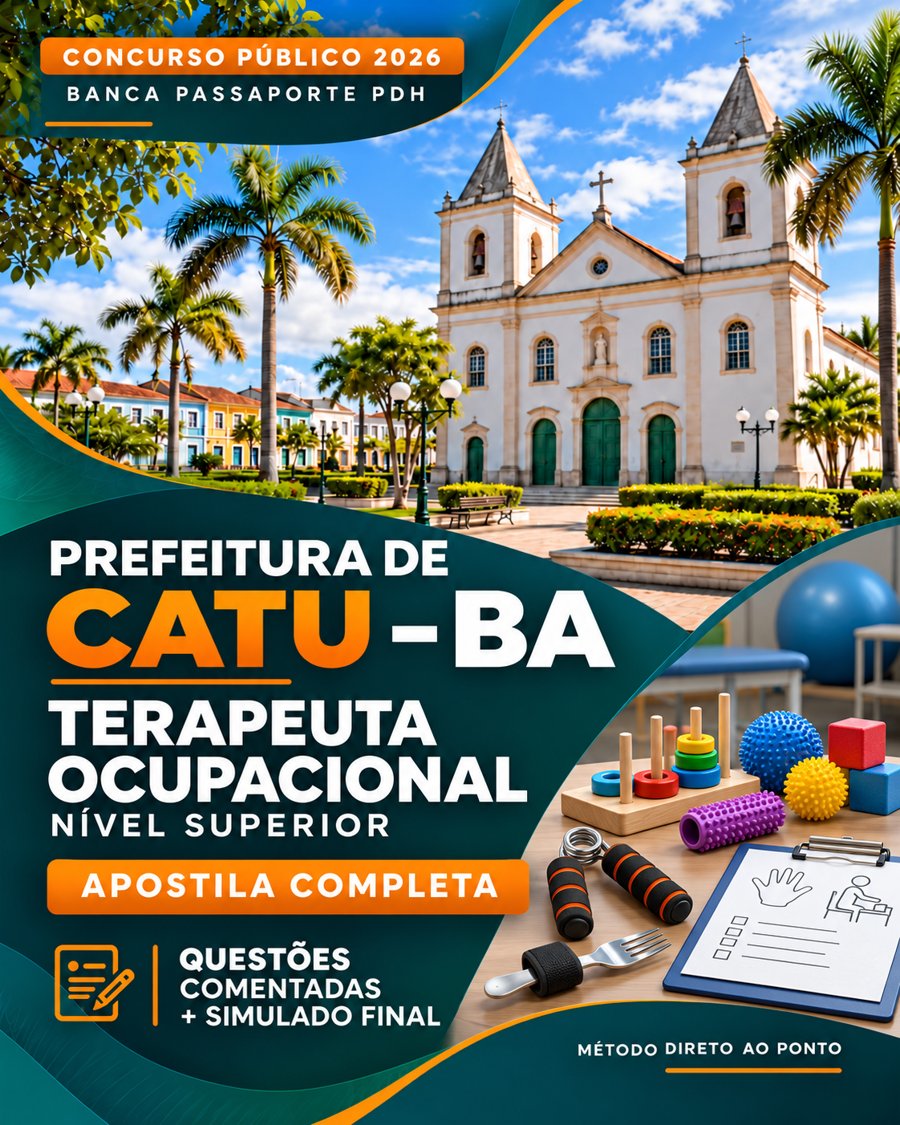 CONCURSO PÚBLICO 2026
BANCA PASSAPORTE PDH
PREFEITURA DE
CATU – BA
TERAPEUTA
OCUPACIONAL
NÍVEL SUPERIOR
APOSTILA COMPLETA
QUESTÕES
COMENTADAS
+ SIMULADO FINAL
MÉTODO DIRETO AO PONTO